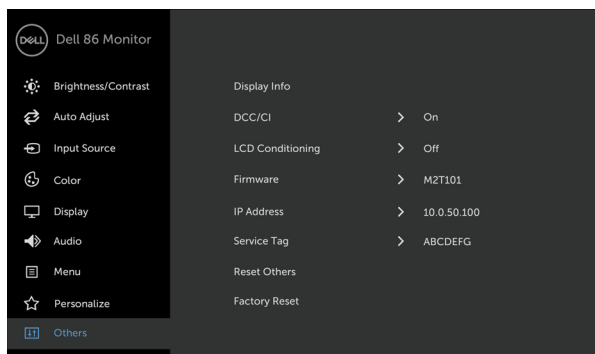 DELL Dell 86 Monitor
Brightness/Contrast
Auto Adjust
Input Source
Color
Display
Audio
Menu
Personalize
Others
Display Info
DCC/CI > On
LCD Conditioning > Off
Firmware > M2T101
IP Address > 10.0.50.100
Service Tag > ABCDEFG
Reset Others
Factory Reset